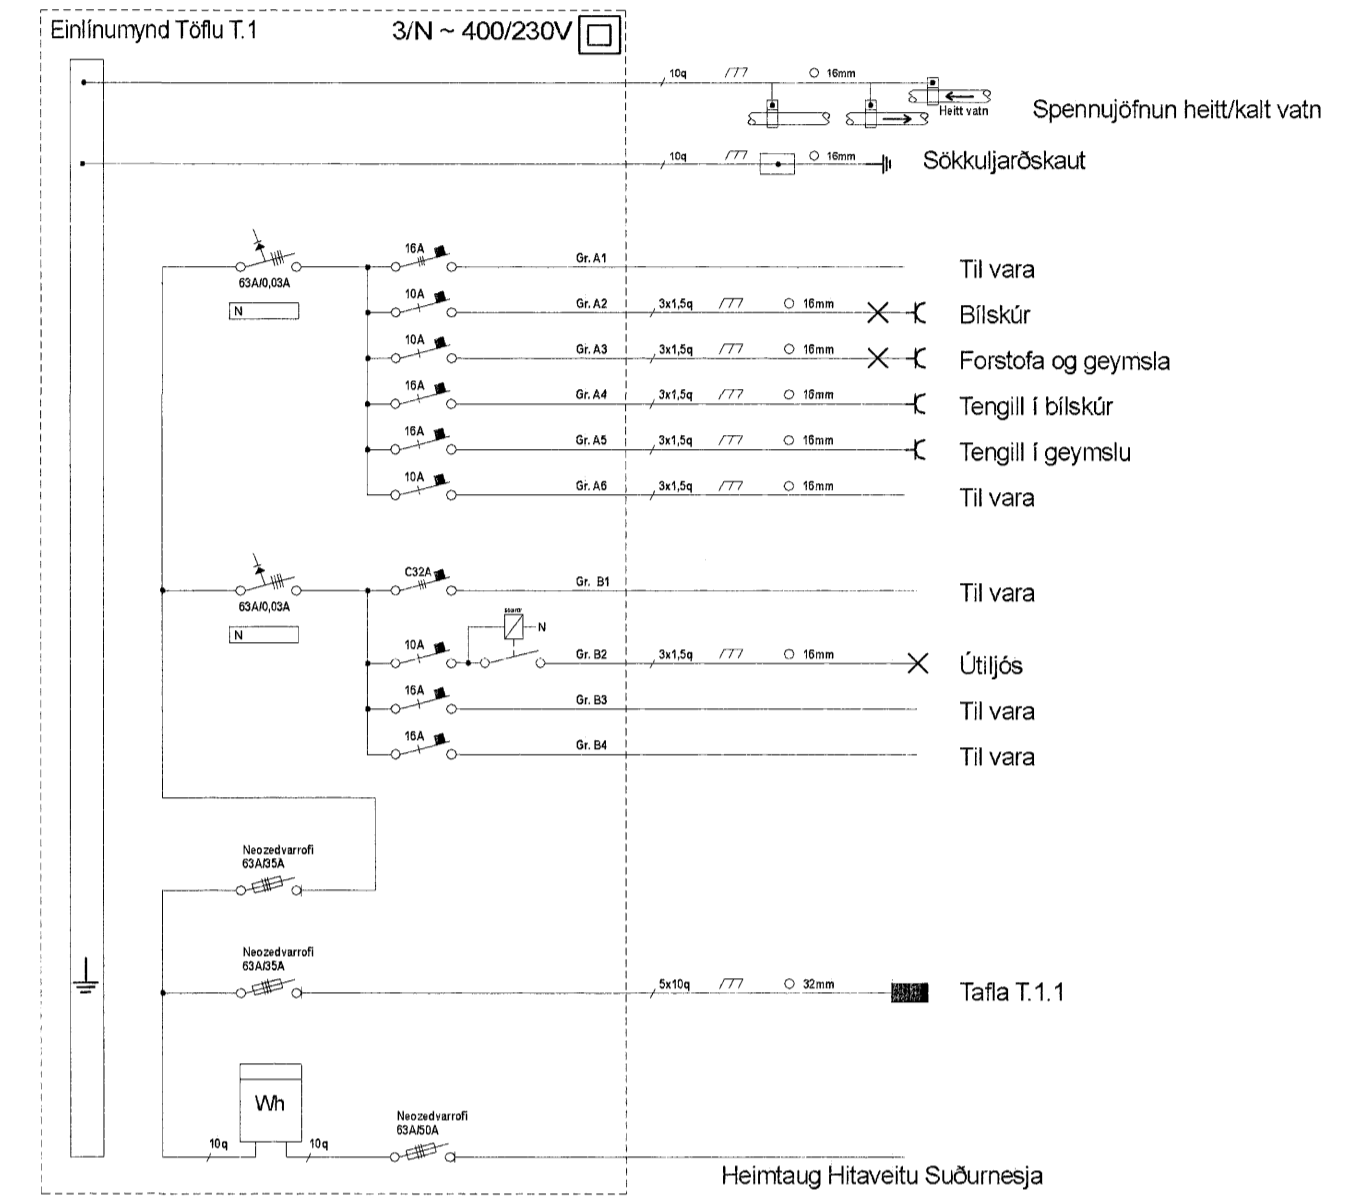 Einlínumynd Töflu T.1 3/N ~ 400/230V
10q 16mm
Heitt vatn
Spennujöfnun heitt/kalt vatn
10q 16mm Sökkuljarðskaut
63A/0,03A
N
16A Gr. A1 Til vara
10A Gr. A2 3x1,5q 16mm Bílskúr
10A Gr. A3 3x1,5q 16mm Forstofa og geymsla
16A Gr. A4 3x1,5q 16mm Tengill í bílskúr
16A Gr. A5 3x1,5q 16mm Tengill í geymslu
10A Gr. A6 3x1,5q 16mm Til vara
63A/0,03A
N
C32A Gr. B1 Til vara
N
10A Gr. B2 3x1,5q 16mm Útiljós
16A Gr. B3 Til vara
16A Gr. B4 Til vara
Neozedvarrofi
63A/35A
Neozedvarrofi
63A/35A
5x10q 32mm Tafla T.1.1
Wh
10q 10q
Neozedvarrofi
63A/50A
Heimtaug Hitaveitu Suðurnesja